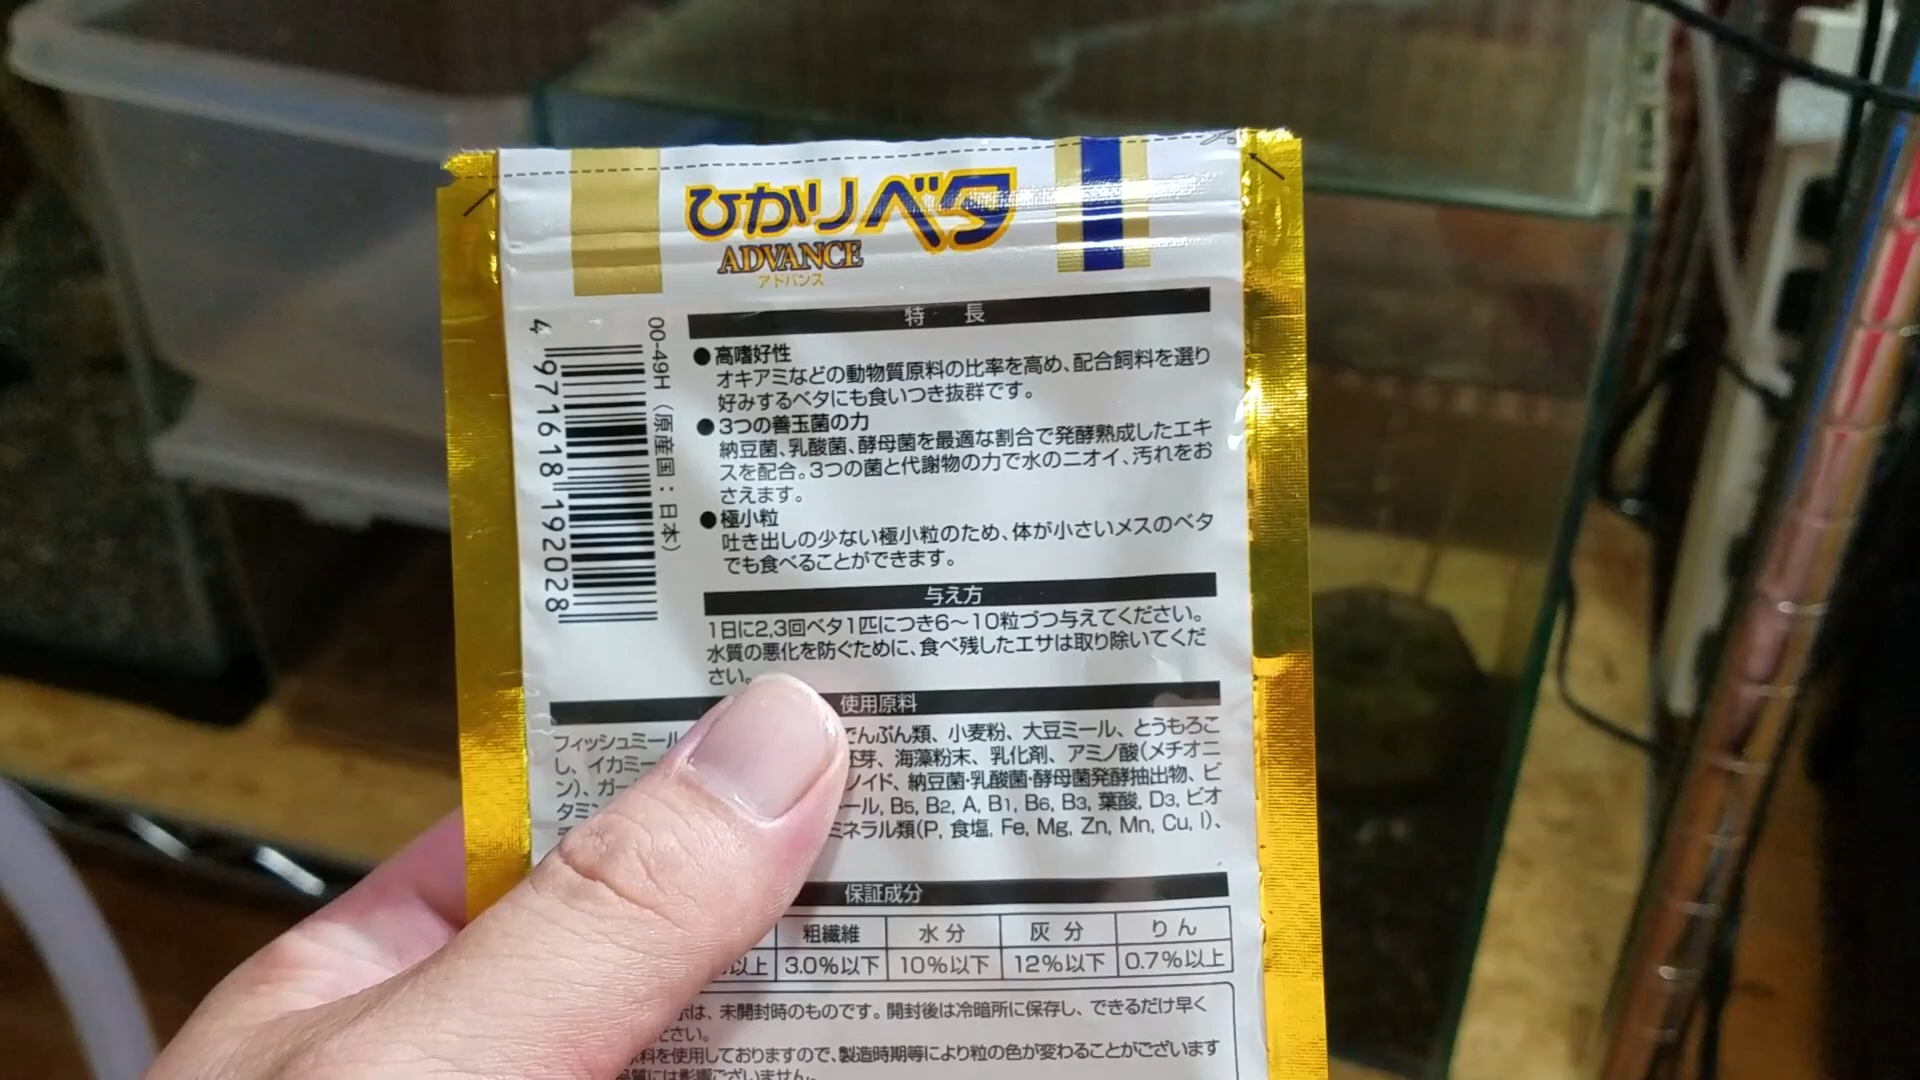 ひかりベタ
ADVANCE
アドバンス
4 971618 192028
00-49H（原産国：日本）
特 長
●高嗜好性
オキアミなどの動物質原料の比率を高め、配合飼料を選り
好みするベタにも食いつき抜群です。
●3つの善玉菌の力
納豆菌、乳酸菌、酵母菌を最適な割合で発酵熟成したエキ
スを配合。3つの菌と代謝物の力で水のニオイ、汚れをお
さえます。
●極小粒
吐き出しの少ない極小粒のため、体が小さいメスのベタ
でも食べることができます。
与え方
1日に2,3回ベタ1匹につき6〜10粒づつ与えてください。
水質の悪化を防ぐために、食べ残したエサは取り除いてくだ
さい。
使用原料
フィッシュミール でんぷん類、小麦粉、大豆ミール、とうもろこ
し、イカミー 胚芽、海藻粉末、乳化剤、アミノ酸(メチオニ
ン)、ガー ノイド、納豆菌・乳酸菌・酵母菌発酵抽出物、ビ
タミン ール, B5, B2, A, B1, B6, B3, 葉酸, D3, ビオ
ミネラル類(P, 食塩, Fe, Mg, Zn, Mn, Cu, I)、
保証成分
粗繊維 水分 灰分 りん
以上 3.0%以下 10%以下 12%以下 0.7%以上
は、未開封時のものです。開封後は冷暗所に保存し、できるだけ早く
ださい。
料を使用しておりますので、製造時期等により粒の色が変わることがございます
品質には影響ございません。